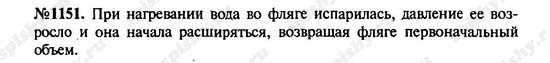 №1151. При нагревании вода во фляге испарилась, давление ее воз-
росло и она начала расширяться, возвращая фляге первоначальный
объем.